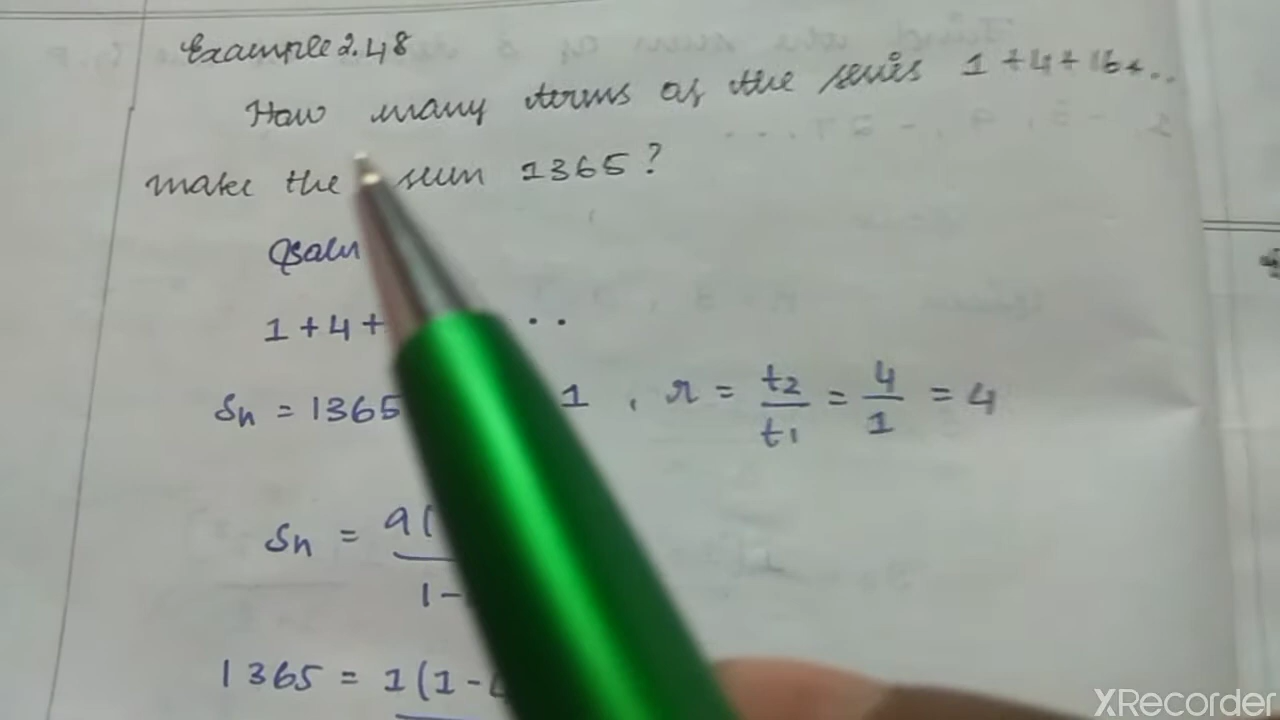 Example 2.48
How many terms of the series 1 + 4 + 16 + ..
make the sum 1365 ?
Soln
1 + 4 + ..
Sn = 1365 1 , r = t2/t1 = 4/1 = 4
Sn = a(
1 -
1365 = 1(1 -
XRecorder